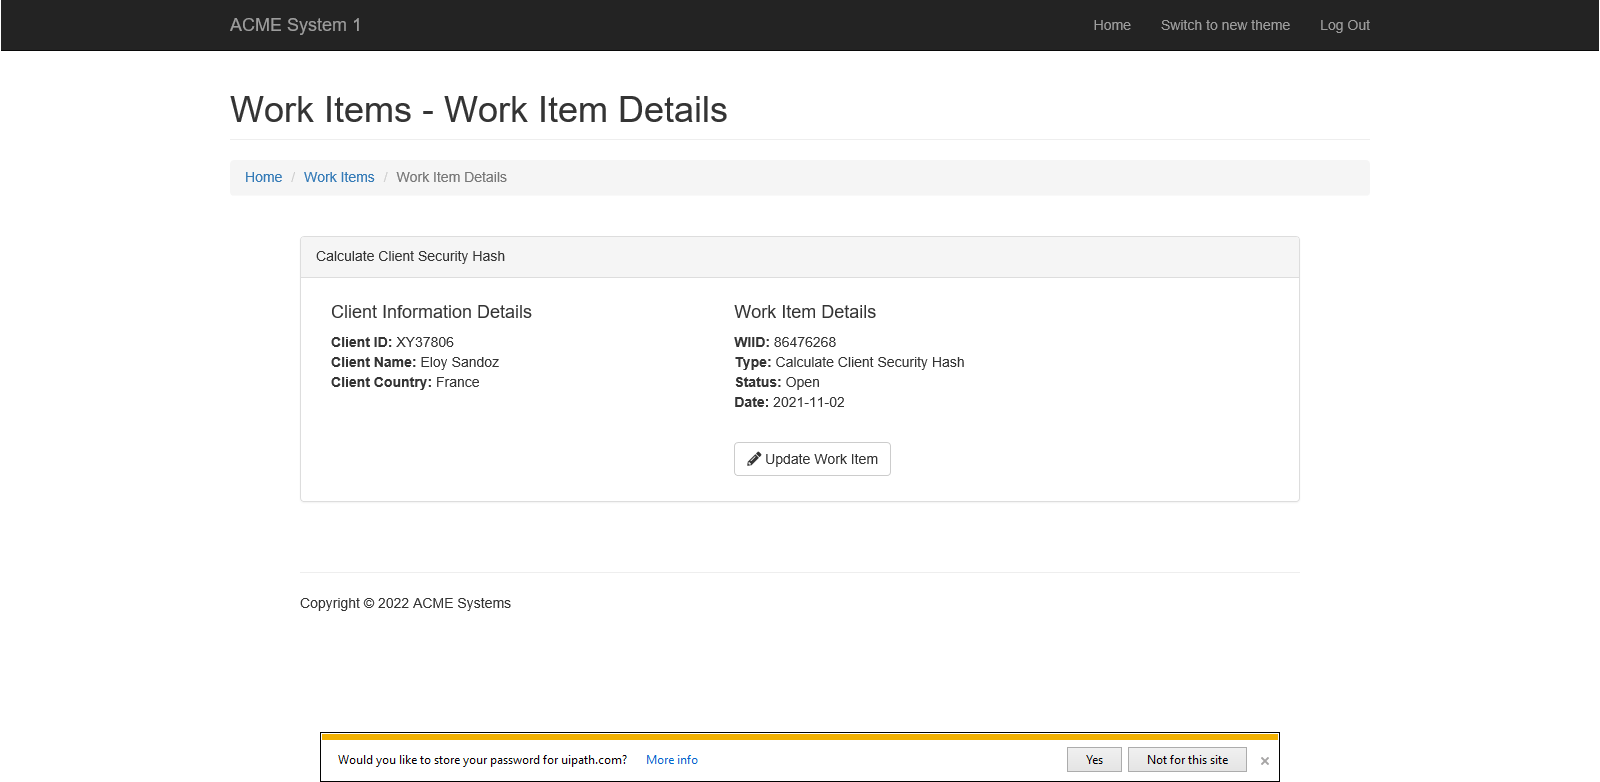 ACME System 1 Home Switch to new theme Log Out
Work Items - Work Item Details
Home / Work Items / Work Item Details
Calculate Client Security Hash
Client Information Details
Client ID: XY37806
Client Name: Eloy Sandoz
Client Country: France
Work Item Details
WIID: 86476268
Type: Calculate Client Security Hash
Status: Open
Date: 2021-11-02
Update Work Item
Copyright © 2022 ACME Systems
Would you like to store your password for uipath.com? More info Yes Not for this site ×